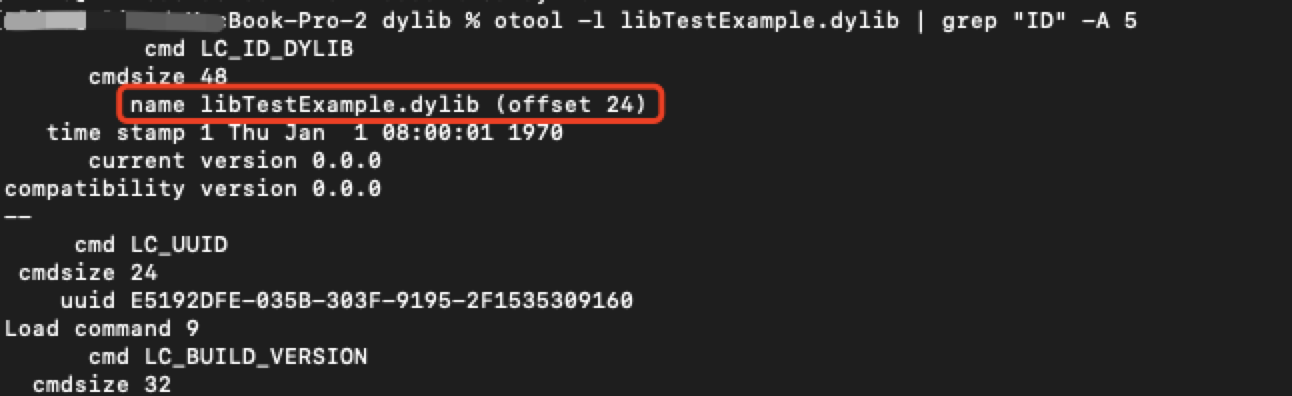 cBook-Pro-2 dylib % otool -l libTestExample.dylib | grep "ID" -A 5
cmd LC_ID_DYLIB
cmdsize 48
name libTestExample.dylib (offset 24)
time stamp 1 Thu Jan  1 08:00:01 1970
current version 0.0.0
compatibility version 0.0.0
--
cmd LC_UUID
cmdsize 24
uuid E5192DFE-035B-303F-9195-2F1535309160
Load command 9
cmd LC_BUILD_VERSION
cmdsize 32